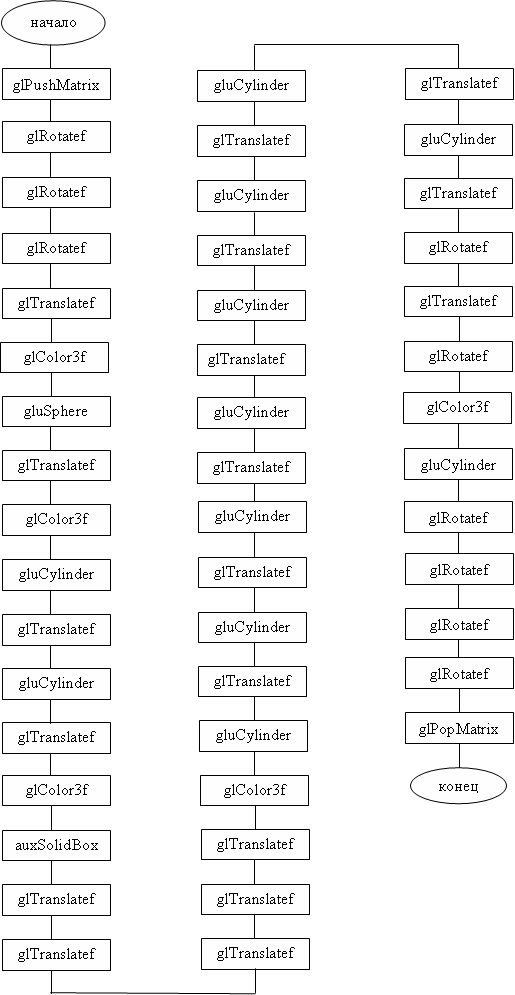 начало
glPushMatrix
glRotatef
glRotatef
glRotatef
glTranslatef
glColor3f
gluSphere
glTranslatef
glColor3f
gluCylinder
glTranslatef
gluCylinder
glTranslatef
glColor3f
auxSolidBox
glTranslatef
glTranslatef
gluCylinder
glTranslatef
gluCylinder
glTranslatef
gluCylinder
glTranslatef
gluCylinder
glTranslatef
gluCylinder
glTranslatef
gluCylinder
glTranslatef
gluCylinder
glColor3f
glTranslatef
glTranslatef
glTranslatef
glTranslatef
gluCylinder
glTranslatef
glRotatef
glTranslatef
glRotatef
glColor3f
gluCylinder
glRotatef
glRotatef
glRotatef
glRotatef
glPopMatrix
конец